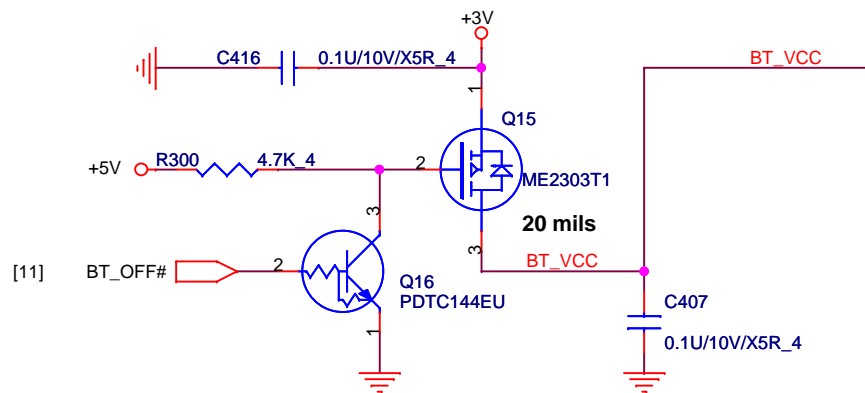 +3V
C416 0.1U/10V/X5R_4
BT_VCC
1
Q15
+5V R300 4.7K_4
2
ME2303T1
3
20 mils
3
BT_VCC
[11] BT_OFF#
2
Q16
PDTC144EU
1
C407
0.1U/10V/X5R_4